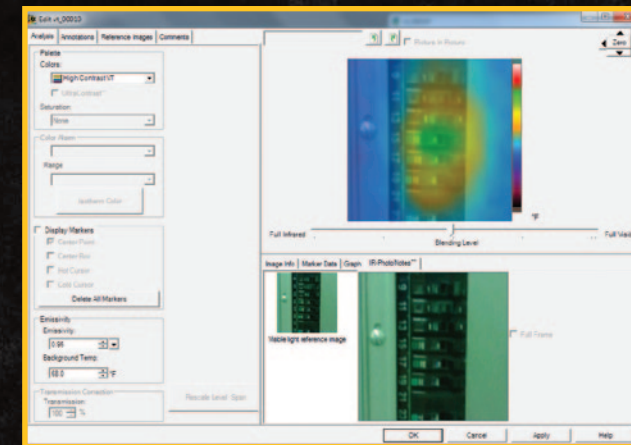 Edit vt_00010
Analysis Annotations Reference Images Comments
Palette
Colors:
High Contrast VT
UltraContrast™
Saturation:
None
Color Alarm
Range
Isotherm Color
Display Markers
Center Point
Center Box
Hot Cursor
Cold Cursor
Delete All Markers
Emissivity
Emissivity:
0.95
Background Temp:
68.0 °F
Transmission Correction
Transmission:
100 %
Rescale Level Span
Picture in Picture
Zero
°F
Full Infrared
Blending Level
Full Visible
Image Info Marker Data Graph IR-PhotoNotes™
Visible light reference image
Full Frame
OK Cancel Apply Help